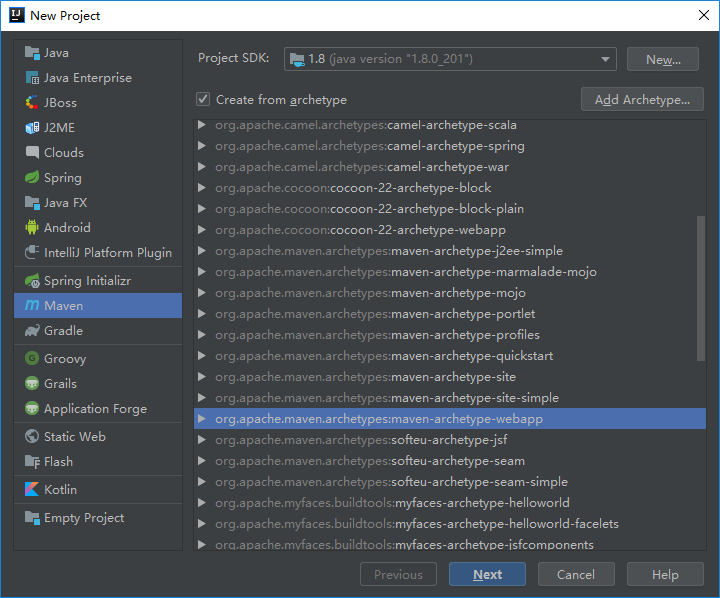 New Project
Java
Java Enterprise
JBoss
J2ME
Clouds
Spring
Java FX
Android
IntelliJ Platform Plugin
Spring Initializr
Maven
Gradle
Groovy
Grails
Application Forge
Static Web
Flash
Kotlin
Empty Project
Project SDK: 1.8 (java version "1.8.0_201") New...
Create from archetype Add Archetype...
org.apache.camel.archetypes:camel-archetype-scala
org.apache.camel.archetypes:camel-archetype-spring
org.apache.camel.archetypes:camel-archetype-war
org.apache.cocoon:cocoon-22-archetype-block
org.apache.cocoon:cocoon-22-archetype-block-plain
org.apache.cocoon:cocoon-22-archetype-webapp
org.apache.maven.archetypes:maven-archetype-j2ee-simple
org.apache.maven.archetypes:maven-archetype-marmalade-mojo
org.apache.maven.archetypes:maven-archetype-mojo
org.apache.maven.archetypes:maven-archetype-portlet
org.apache.maven.archetypes:maven-archetype-profiles
org.apache.maven.archetypes:maven-archetype-quickstart
org.apache.maven.archetypes:maven-archetype-site
org.apache.maven.archetypes:maven-archetype-site-simple
org.apache.maven.archetypes:maven-archetype-webapp
org.apache.maven.archetypes:softeu-archetype-jsf
org.apache.maven.archetypes:softeu-archetype-seam
org.apache.maven.archetypes:softeu-archetype-seam-simple
org.apache.myfaces.buildtools:myfaces-archetype-helloworld
org.apache.myfaces.buildtools:myfaces-archetype-helloworld-facelets
org.apache.myfaces.buildtools:myfaces-archetype-jsfcomponents
Previous Next Cancel Help